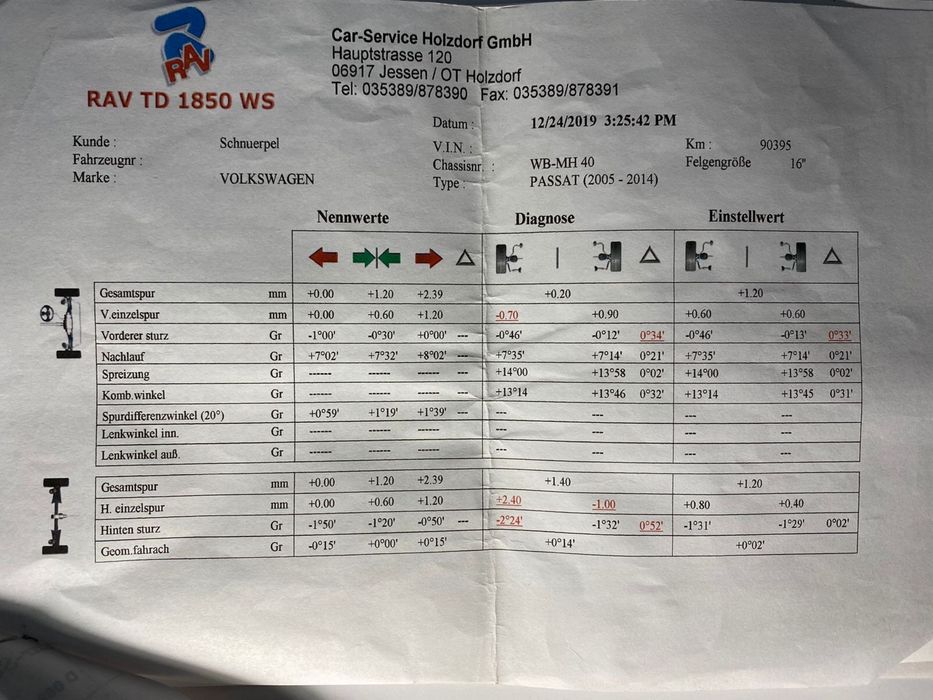 RAV
RAV TD 1850 WS
Car-Service Holzdorf GmbH
Hauptstrasse 120
06917 Jessen / OT Holzdorf
Tel: 035389/878390 Fax: 035389/878391
Datum : 12/24/2019 3:25:42 PM
Kunde : Schnuerpel V.I.N. : Km : 90395
Fahrzeugnr : Chassisnr. : WB-MH 40 Felgengröße 16"
Marke : VOLKSWAGEN Type : PASSAT (2005 - 2014)
Nennwerte Diagnose Einstellwert
Gesamtspur mm +0.00 +1.20 +2.39 +0.20 +1.20
V.einzelspur mm +0.00 +0.60 +1.20 -0.70 +0.90 +0.60 +0.60
Vorderer sturz Gr -1°00' -0°30' +0°00' --- -0°46' -0°12' 0°34' -0°46' -0°13' 0°33'
Nachlauf Gr +7°02' +7°32' +8°02' --- +7°35' +7°14' 0°21' +7°35' +7°14' 0°21'
Spreizung Gr ------ ------ ------ --- +14°00 +13°58 0°02' +14°00 +13°58 0°02'
Komb.winkel Gr ------ ------ ------ --- +13°14 +13°46 0°32' +13°14 +13°45 0°31'
Spurdifferenzwinkel (20°) Gr +0°59' +1°19' +1°39' --- --- --- --- ---
Lenkwinkel inn. Gr ------ ------ ------ --- --- --- ---
Lenkwinkel auß. Gr ------ ------ ------ --- --- --- ---
Gesamtspur mm +0.00 +1.20 +2.39 +1.40 +1.20
H. einzelspur mm +0.00 +0.60 +1.20 +2.40 -1.00 +0.80 +0.40
Hinten sturz Gr -1°50' -1°20' -0°50' --- -2°24' -1°32' 0°52' -1°31' -1°29' 0°02'
Geom.fahrach Gr -0°15' +0°00' +0°15' +0°14' +0°02'